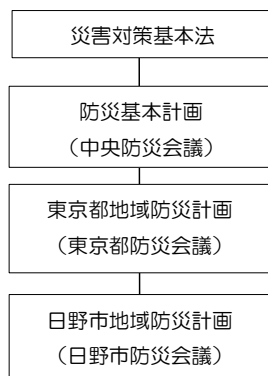 災害対策基本法
防災基本計画
（中央防災会議）
東京都地域防災計画
（東京都防災会議）
日野市地域防災計画
（日野市防災会議）